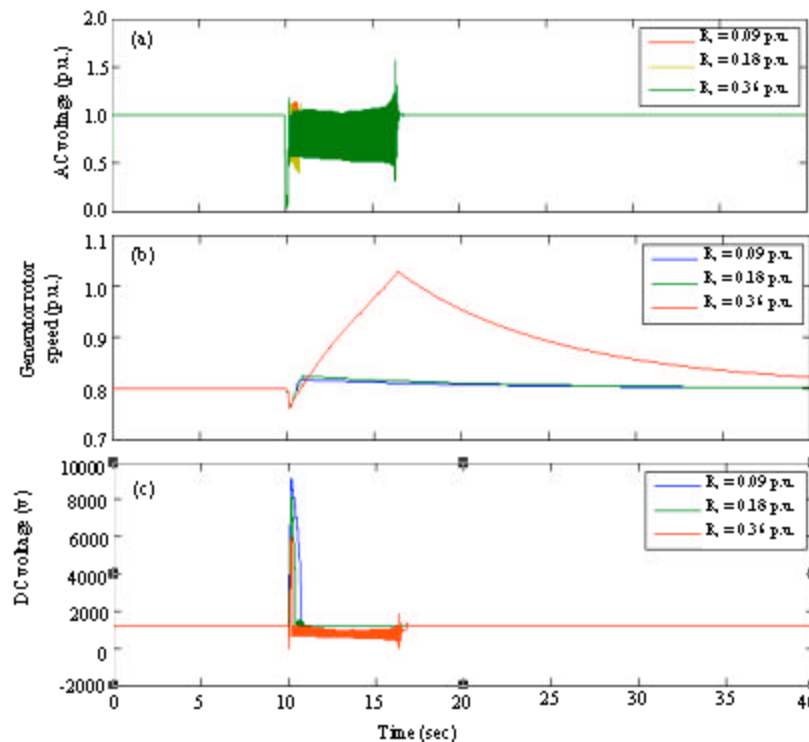 (a)
AC voltage (p.u.)
2.0
1.5
1.0
0.5
0.0
R, = 0.09 p.u.
R, = 0.18 p.u.
R, = 0.36 p.u.
(b)
Generator rotor
speed (p.u.)
1.1
1.0
0.9
0.8
0.7
R, = 0.09 p.u.
R, = 0.18 p.u.
R, = 0.36 p.u.
(c)
DC voltage (v)
10000
8000
6000
4000
2000
0
-2000
R, = 0.09 p.u.
R, = 0.18 p.u.
R, = 0.36 p.u.
0 5 10 15 20 25 30 35 40
Time (sec)